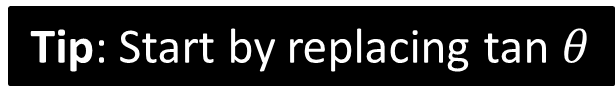 Tip: Start by replacing tan θ